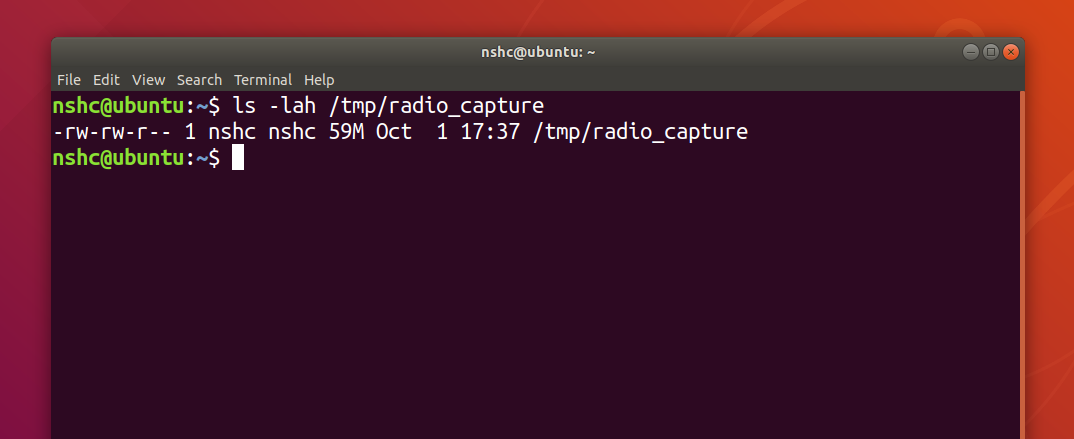 nshc@ubuntu: ~
File Edit View Search Terminal Help
nshc@ubuntu:~$ ls -lah /tmp/radio_capture
-rw-rw-r-- 1 nshc nshc 59M Oct  1 17:37 /tmp/radio_capture
nshc@ubuntu:~$